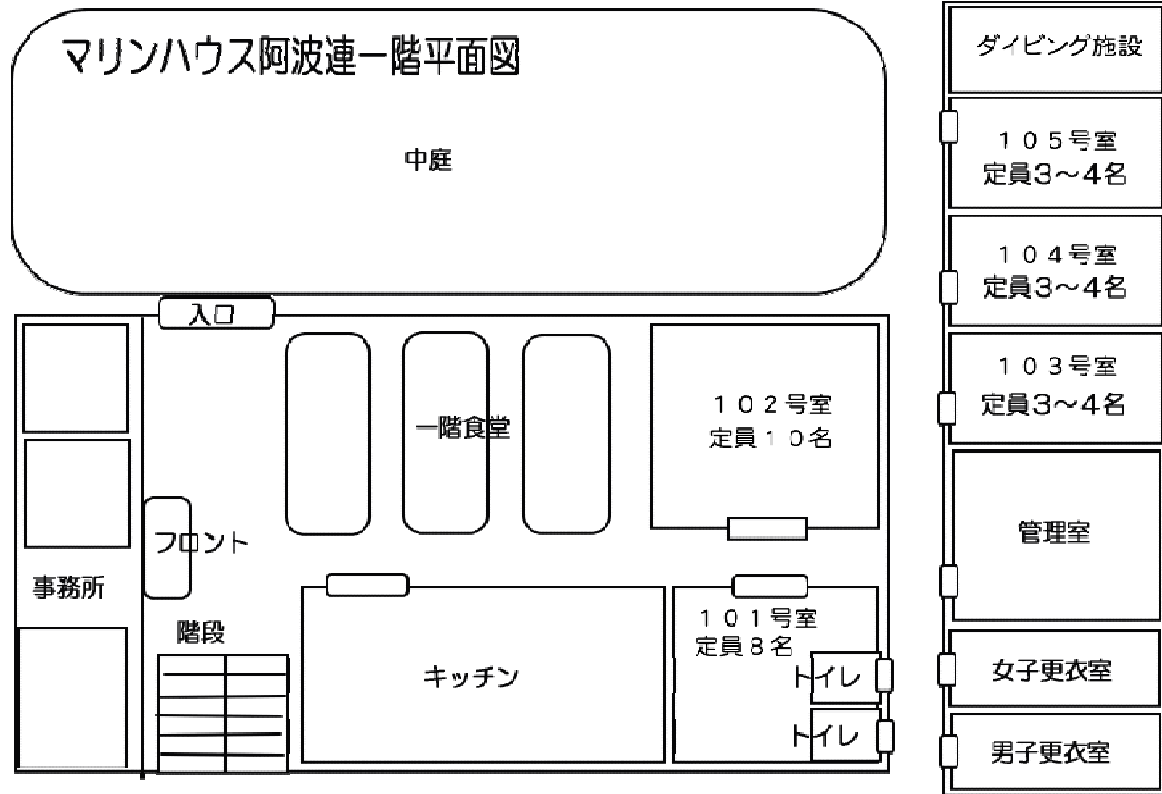 マリンハウス阿波連一階平面図
中庭
入口
一階食堂
102号室
定員10名
フロント
事務所
階段
キッチン
101号室
定員8名
トイレ
トイレ
ダイビング施設
105号室
定員3～4名
104号室
定員3～4名
103号室
定員3～4名
管理室
女子更衣室
男子更衣室